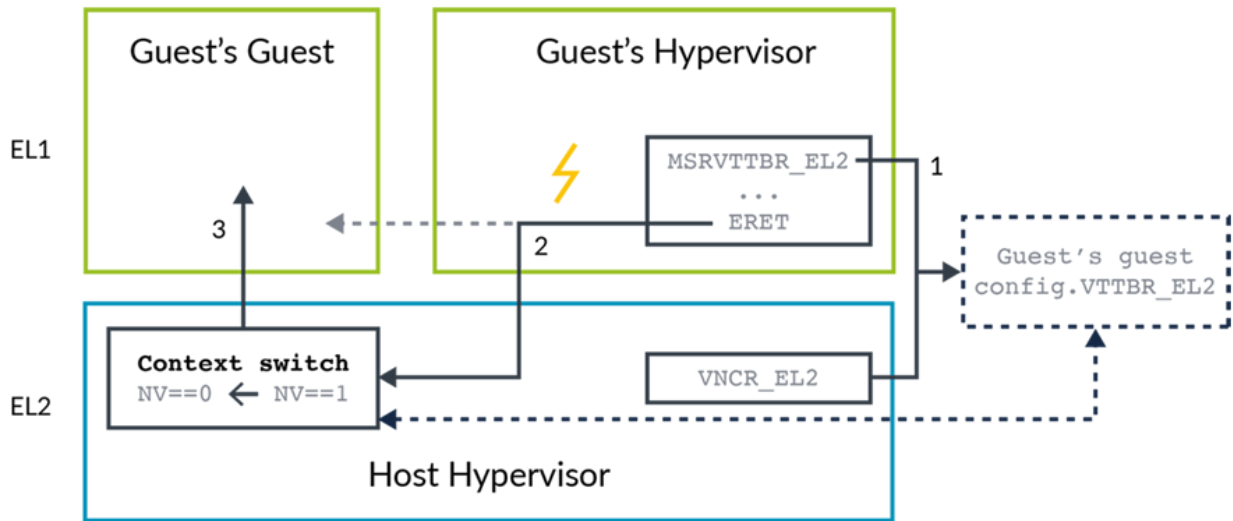 Guest’s Guest
Guest’s Hypervisor
EL1
MSRVTTBR_EL2
...
ERET
1
2
3
Guest’s guest
config.VTTBR_EL2
Context switch
NV==0 ← NV==1
VNCR_EL2
EL2
Host Hypervisor